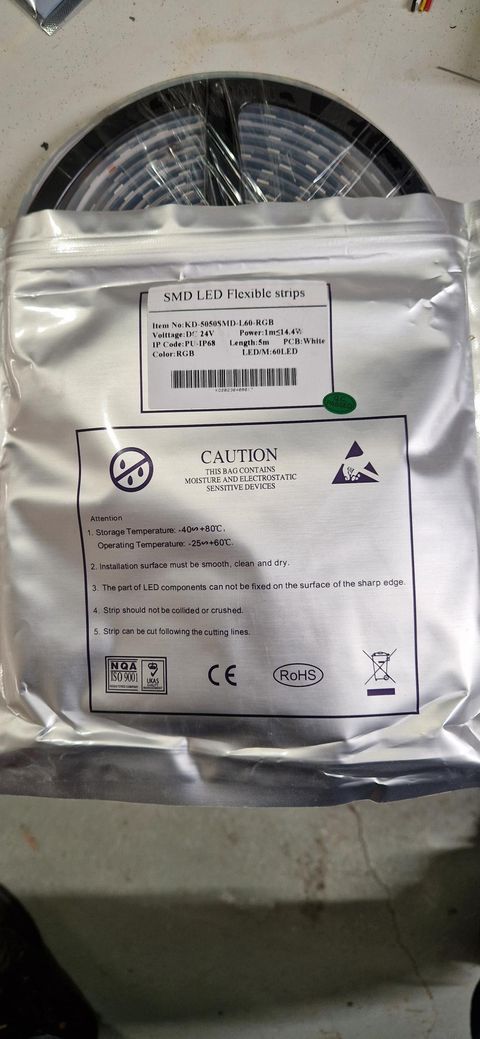 SMD LED Flexible strips
Item No:KD-5050SMD-L60-RGB
Voittage:DC 24V Power:1m≤14.4W
IP Code:PU-IP68 Length:5m PCB:White
Color:RGB LED/M:60LED
CAUTION
THIS BAG CONTAINS
MOISTURE AND ELECTROSTATIC
SENSITIVE DEVICES
Attention
1. Storage Temperature: -40∽+80℃,
Operating Temperature: -25∽+60℃.
2. Installation surface must be smooth, clean and dry.
3. The part of LED components can not be fixed on the surface of the sharp edge.
4. Strip should not be collided or crushed.
5. Strip can be cut following the cutting lines.
NQA
ISO 9001
UKAS
CE
RoHS